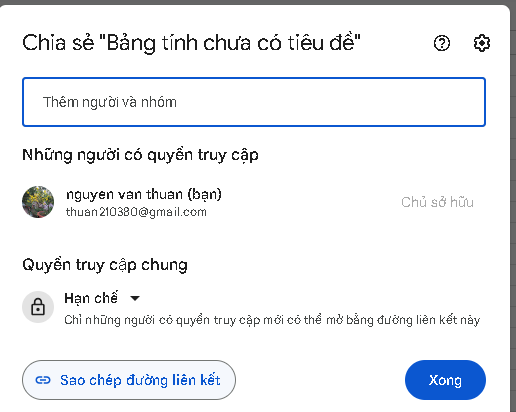 Chia sẻ "Bảng tính chưa có tiêu đề"
Thêm người và nhóm
Những người có quyền truy cập
nguyen van thuan (bạn)
thuan210380@gmail.com
Chủ sở hữu
Quyền truy cập chung
Hạn chế
Chỉ những người có quyền truy cập mới có thể mở bằng đường liên kết này
Sao chép đường liên kết
Xong